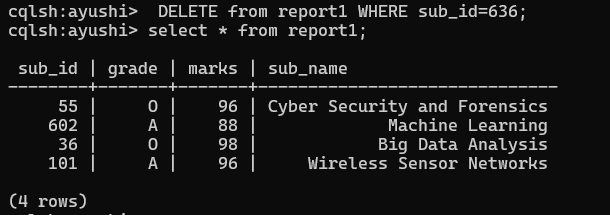 cqlsh:ayushi>  DELETE from report1 WHERE sub_id=636;
cqlsh:ayushi> select * from report1;
 sub_id | grade | marks | sub_name
--------+-------+-------+-------------------------------
     55 |     O |    96 | Cyber Security and Forensics
    602 |     A |    88 |             Machine Learning
     36 |     O |    98 |            Big Data Analysis
    101 |     A |    96 |     Wireless Sensor Networks
(4 rows)